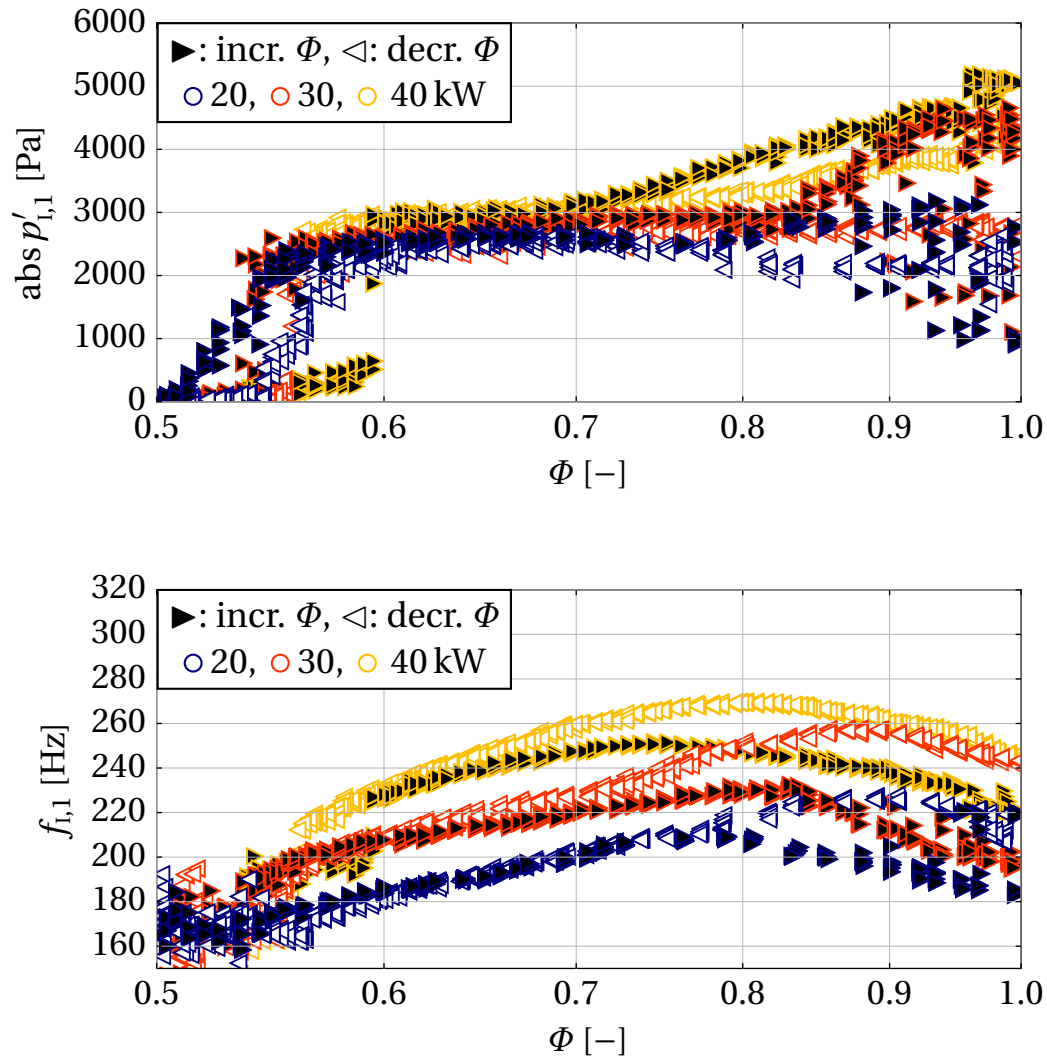 6000
5000
4000
3000
2000
1000
0
abs p′I,1 [Pa]
▶: incr. Φ, ◁: decr. Φ
20, 30, 40 kW
0.5 0.6 0.7 0.8 0.9 1.0
Φ [−]
320
300
280
260
240
220
200
180
160
fI,1 [Hz]
▶: incr. Φ, ◁: decr. Φ
20, 30, 40 kW
0.5 0.6 0.7 0.8 0.9 1.0
Φ [−]